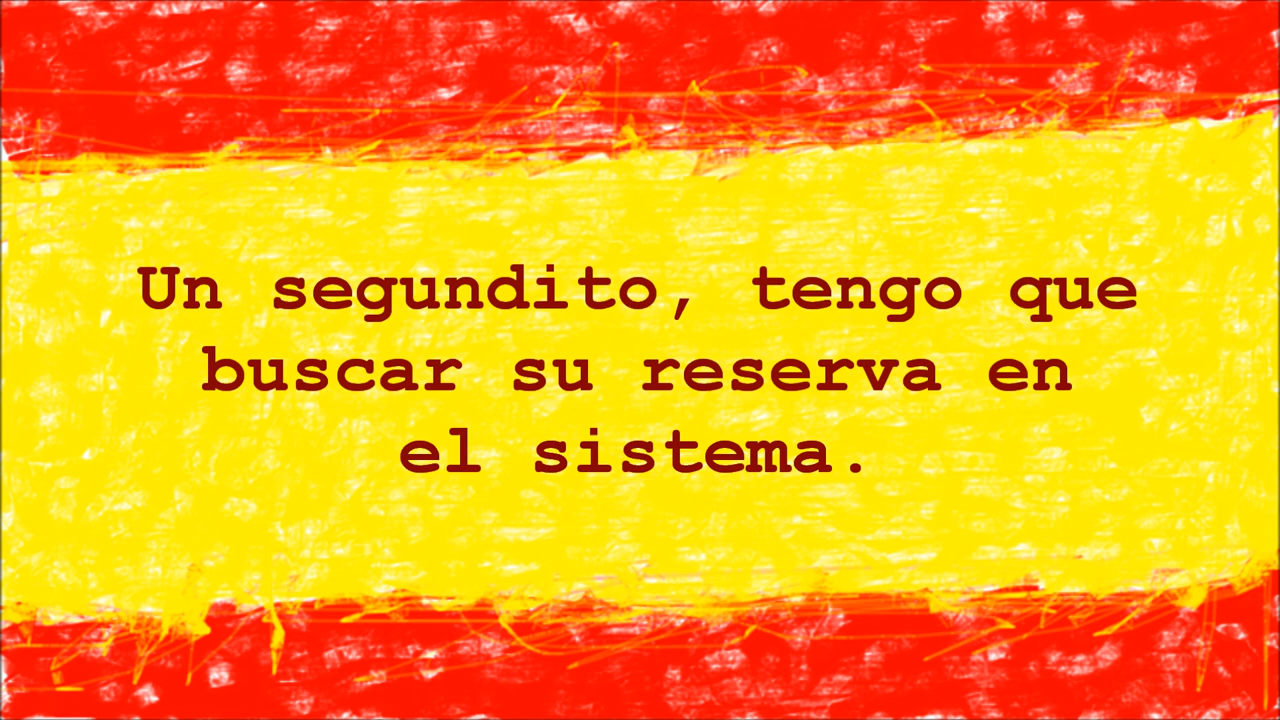 Un segundito, tengo que
buscar su reserva en
el sistema.